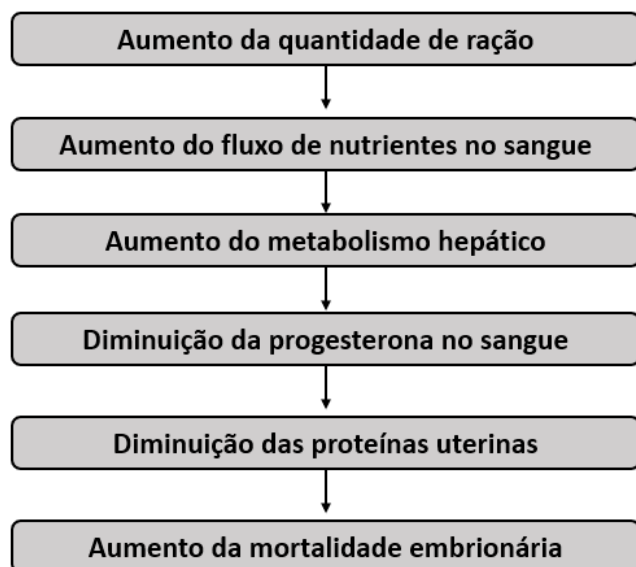 Aumento da quantidade de ração
Aumento do fluxo de nutrientes no sangue
Aumento do metabolismo hepático
Diminuição da progesterona no sangue
Diminuição das proteínas uterinas
Aumento da mortalidade embrionária